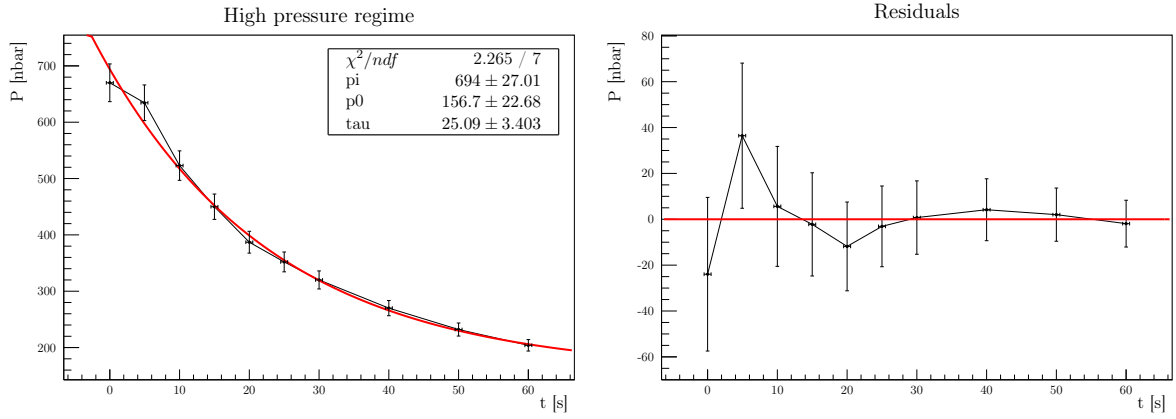 High pressure regime
P [nbar]
700
600
500
400
300
200
χ²/ndf 2.265 / 7
pi 694 ± 27.01
p0 156.7 ± 22.68
tau 25.09 ± 3.403
0 10 20 30 40 50 60
t [s]
Residuals
P [nbar]
80
60
40
20
0
-20
-40
-60
0 10 20 30 40 50 60
t [s]